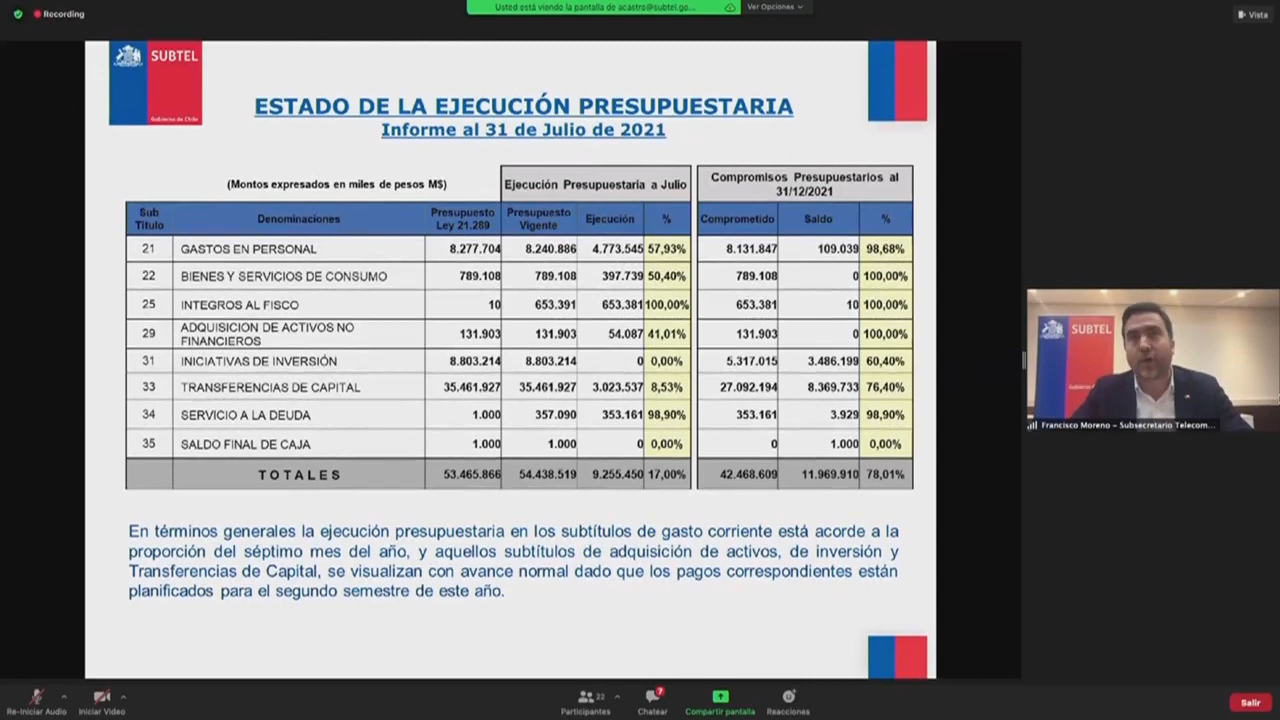 Recording
Usted está viendo la pantalla de acastro@subtel.go...
Ver Opciones
Vista
SUBTEL
Gobierno de Chile
ESTADO DE LA EJECUCIÓN PRESUPUESTARIA
Informe al 31 de Julio de 2021
(Montos expresados en miles de pesos M$) Ejecución Presupuestaria a Julio Compromisos Presupuestarios al 31/12/2021
Sub Titulo Denominaciones Presupuesto Ley 21.289 Presupuesto Vigente Ejecución % Comprometido Saldo %
21 GASTOS EN PERSONAL 8.277.704 8.240.886 4.773.545 57,93% 8.131.847 109.039 98,68%
22 BIENES Y SERVICIOS DE CONSUMO 789.108 789.108 397.739 50,40% 789.108 0 100,00%
25 INTEGROS AL FISCO 10 653.391 653.381 100,00% 653.381 10 100,00%
29 ADQUISICION DE ACTIVOS NO FINANCIEROS 131.903 131.903 54.087 41,01% 131.903 0 100,00%
31 INICIATIVAS DE INVERSIÓN 8.803.214 8.803.214 0 0,00% 5.317.015 3.486.199 60,40%
33 TRANSFERENCIAS DE CAPITAL 35.461.927 35.461.927 3.023.537 8,53% 27.092.194 8.369.733 76,40%
34 SERVICIO A LA DEUDA 1.000 357.090 353.161 98,90% 353.161 3.929 98,90%
35 SALDO FINAL DE CAJA 1.000 1.000 0 0,00% 0 1.000 0,00%
TOTALES 53.465.866 54.438.519 9.255.450 17,00% 42.468.609 11.969.910 78,01%
En términos generales la ejecución presupuestaria en los subtítulos de gasto corriente está acorde a la
proporción del séptimo mes del año, y aquellos subtítulos de adquisición de activos, de inversión y
Transferencias de Capital, se visualizan con avance normal dado que los pagos correspondientes están
planificados para el segundo semestre de este año.
SUBTEL
Francisco Moreno – Subsecretario Telecom...
Re-Iniciar Audio
Iniciar Video
22
Participantes
7
Chatear
Compartir pantalla
Reacciones
Salir